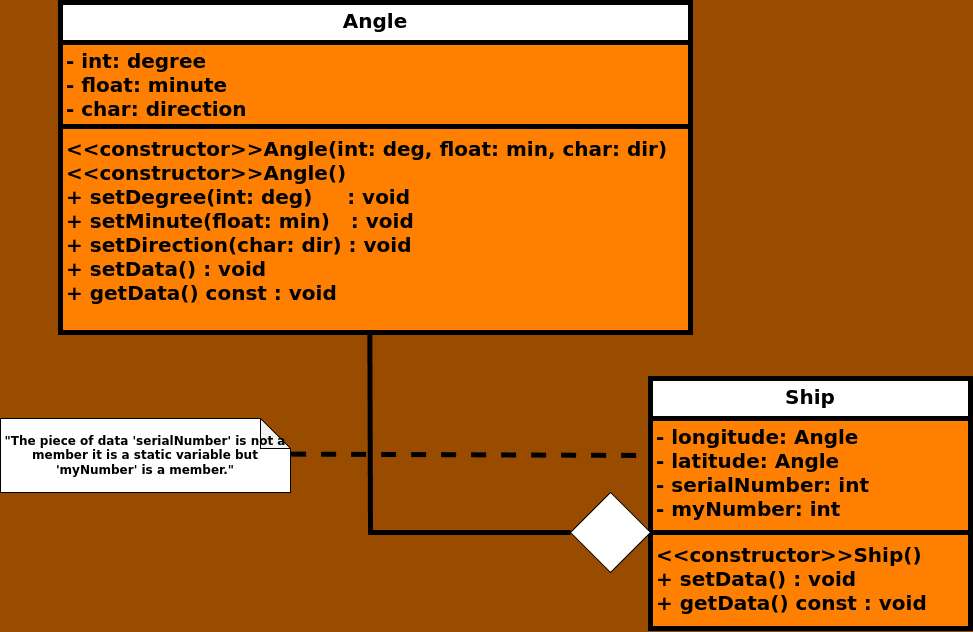 Angle
- int: degree
- float: minute
- char: direction
<<constructor>>Angle(int: deg, float: min, char: dir)
<<constructor>>Angle()
+ setDegree(int: deg)     : void
+ setMinute(float: min)   : void
+ setDirection(char: dir) : void
+ setData() : void
+ getData() const : void
"The piece of data 'serialNumber' is not a
member it is a static variable but
'myNumber' is a member."
Ship
- longitude: Angle
- latitude: Angle
- serialNumber: int
- myNumber: int
<<constructor>>Ship()
+ setData() : void
+ getData() const : void